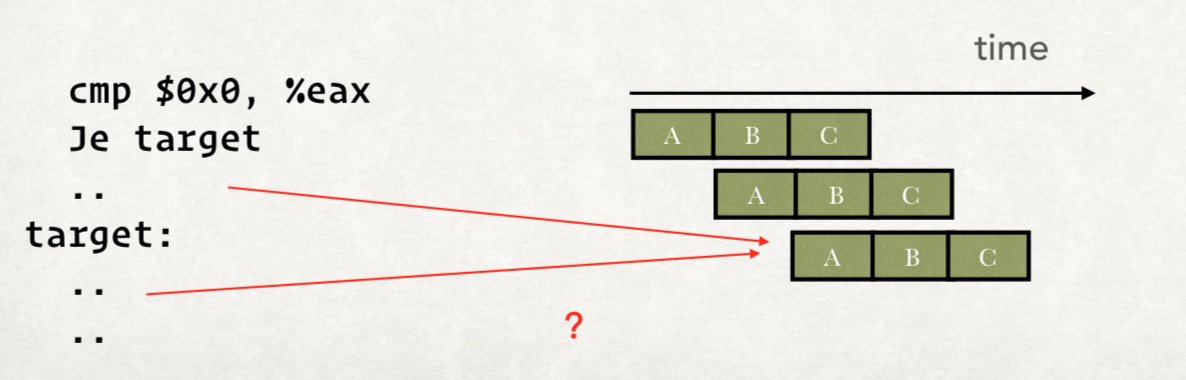 time
cmp $0x0, %eax
Je target
..
target:
..
..
A B C
A B C
A B C
?